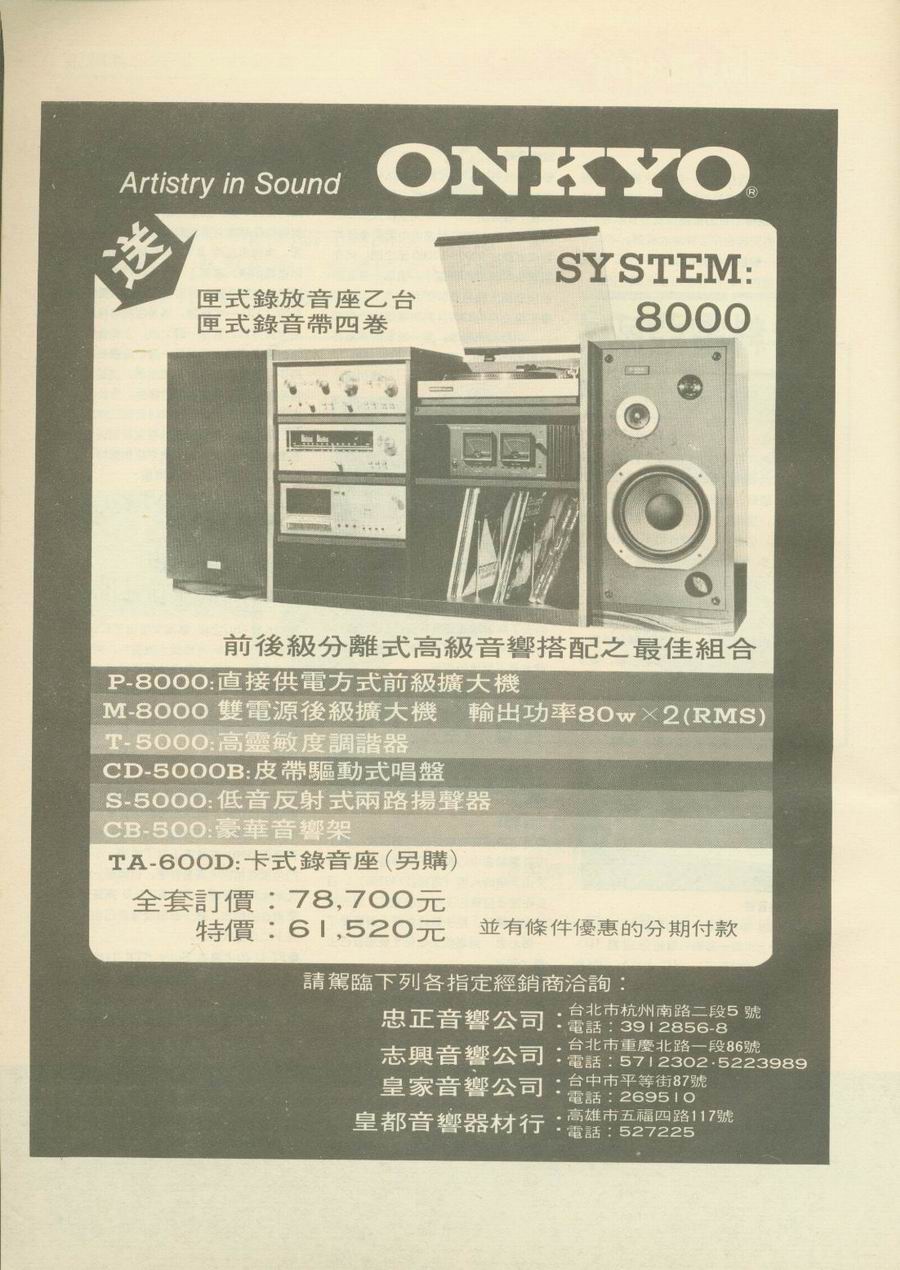 Artistry in Sound ONKYO®
送
匣式錄放音座乙台
匣式錄音帶四卷
SYSTEM:
8000
前後級分離式高級音響搭配之最佳組合
P-8000:直接供電方式前級擴大機
M-8000 雙電源後級擴大機 輸出功率80w×2(RMS)
T-5000:高靈敏度調諧器
CD-5000B:皮帶驅動式唱盤
S-5000:低音反射式兩路揚聲器
CB-500:豪華音響架
TA-600D:卡式錄音座(另購)
全套訂價：78,700元
特價：61,520元 並有條件優惠的分期付款
請駕臨下列各指定經銷商洽詢：
忠正音響公司：台北市杭州南路二段5號
電話：3912856-8
志興音響公司：台北市重慶北路一段86號
電話：5712302·5223989
皇家音響公司：台中市平等街87號
電話：269510
皇都音響器材行：高雄市五福四路117號
電話：527225